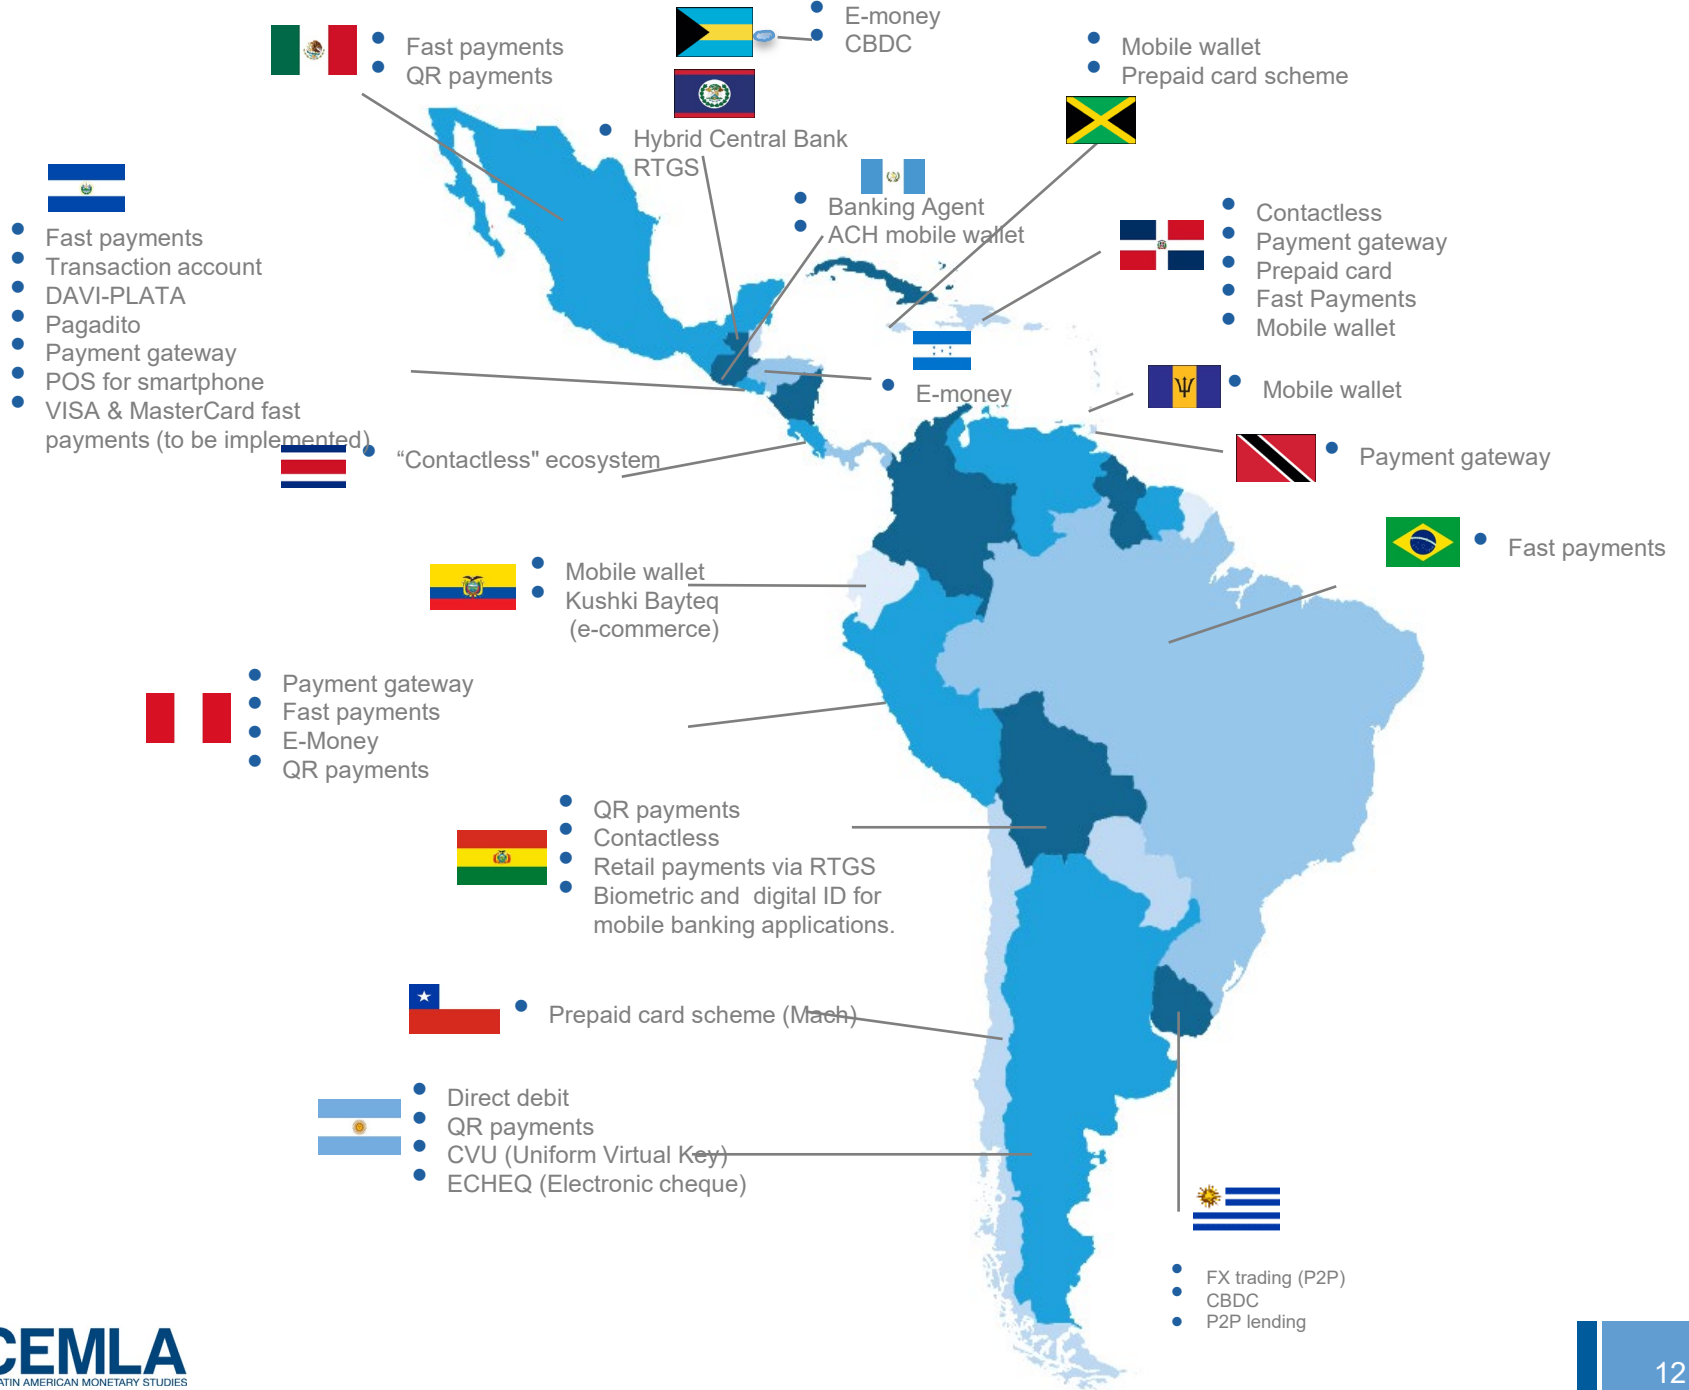 E-money
CBDC
Fast payments
QR payments
Mobile wallet
Prepaid card scheme
Hybrid Central Bank
RTGS
Banking Agent
ACH mobile wallet
Contactless
Payment gateway
Prepaid card
Fast Payments
Mobile wallet
Fast payments
Transaction account
DAVI-PLATA
Pagadito
Payment gateway
POS for smartphone
VISA & MasterCard fast
payments (to be implemented)
E-money
Mobile wallet
“Contactless" ecosystem
Payment gateway
Fast payments
Mobile wallet
Kushki Bayteq
(e-commerce)
Payment gateway
Fast payments
E-Money
QR payments
QR payments
Contactless
Retail payments via RTGS
Biometric and digital ID for
mobile banking applications.
Prepaid card scheme (Mach)
Direct debit
QR payments
CVU (Uniform Virtual Key)
ECHEQ (Electronic cheque)
FX trading (P2P)
CBDC
P2P lending
CEMLA
ATIN AMERICAN MONETARY STUDIES
12